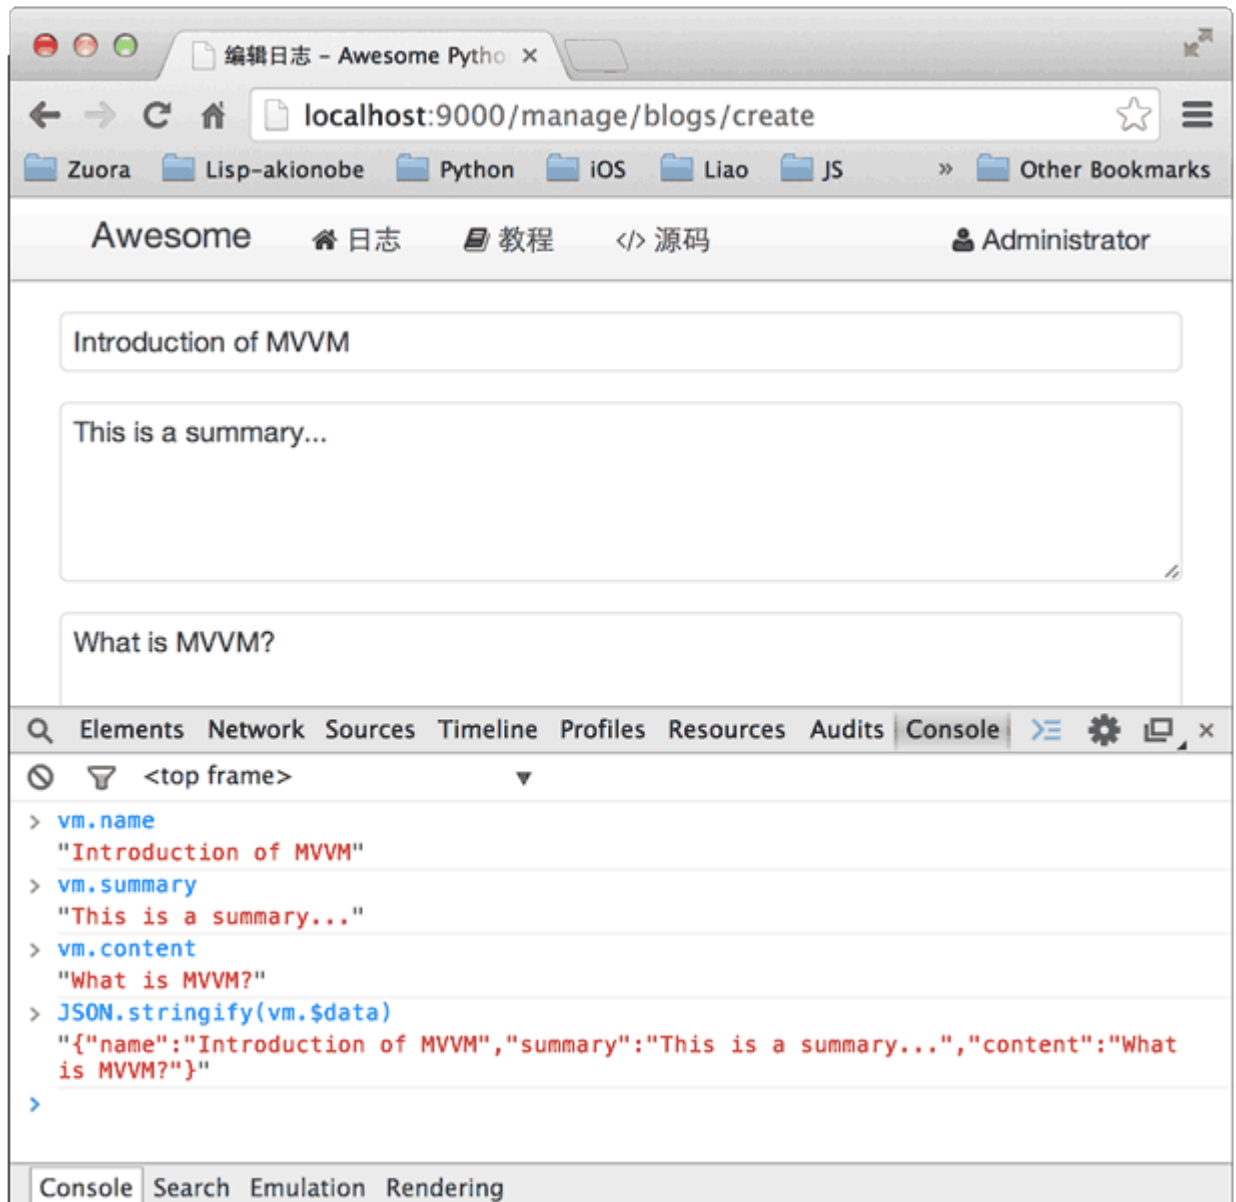 编辑日志 – Awesome Pytho
localhost:9000/manage/blogs/create
Zuora Lisp-akionobe Python iOS Liao JS » Other Bookmarks
Awesome 日志 教程 </> 源码 Administrator
Introduction of MVVM
This is a summary...
What is MVVM?
Elements Network Sources Timeline Profiles Resources Audits Console
<top frame>
> vm.name
"Introduction of MVVM"
> vm.summary
"This is a summary..."
> vm.content
"What is MVVM?"
> JSON.stringify(vm.$data)
"{"name":"Introduction of MVVM","summary":"This is a summary...","content":"What
is MVVM?"}"
>
Console Search Emulation Rendering